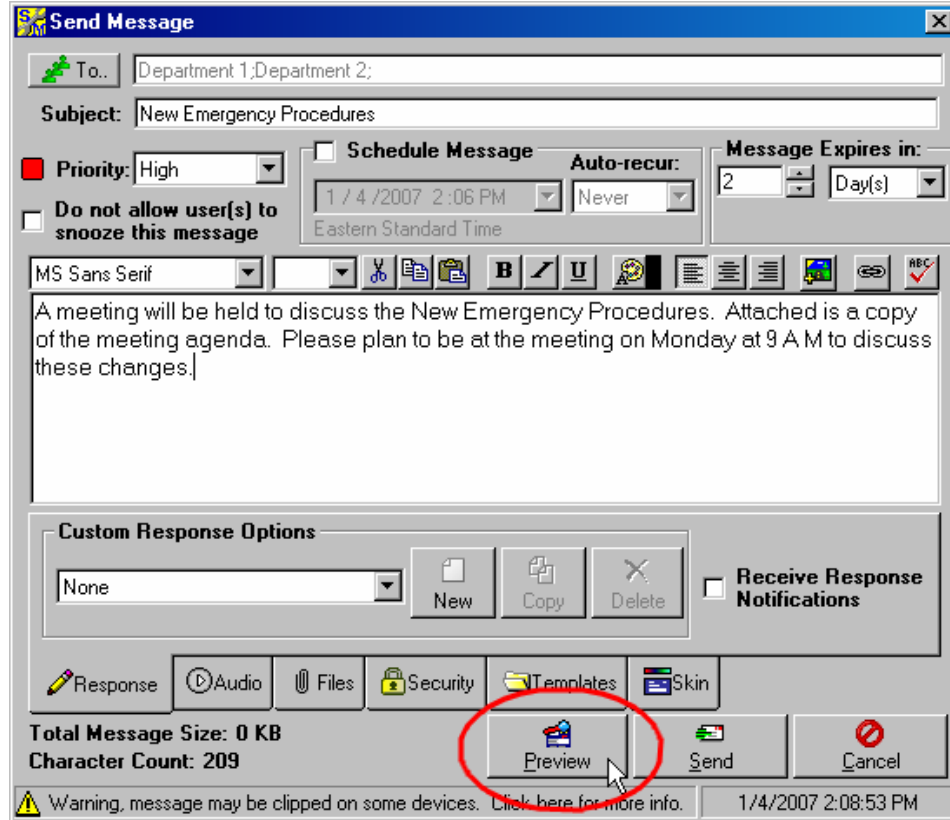 Send Message
To..
Department 1;Department 2;
Subject: New Emergency Procedures
Priority: High
Schedule Message
Auto-recur:
1 / 4 /2007 2:06 PM
Never
Eastern Standard Time
Message Expires in:
2
Day(s)
Do not allow user(s) to
snooze this message
MS Sans Serif
B I U ABC
A meeting will be held to discuss the New Emergency Procedures. Attached is a copy
of the meeting agenda. Please plan to be at the meeting on Monday at 9 A M to discuss
these changes.
Custom Response Options
None
New
Copy
Delete
Receive Response
Notifications
Response
Audio
Files
Security
Templates
Skin
Total Message Size: 0 KB
Character Count: 209
Preview
Send
Cancel
Warning, message may be clipped on some devices. Click here for more info.
1/4/2007 2:08:53 PM